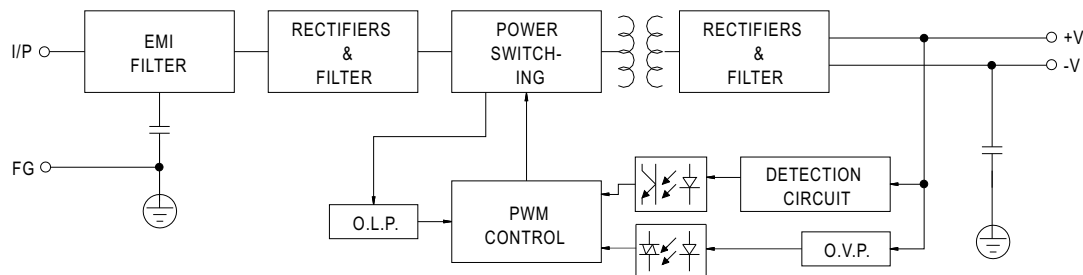 I/P
EMI
FILTER
RECTIFIERS
&
FILTER
POWER
SWITCH-
ING
RECTIFIERS
&
FILTER
+V
-V
FG
O.L.P.
PWM
CONTROL
DETECTION
CIRCUIT
O.V.P.